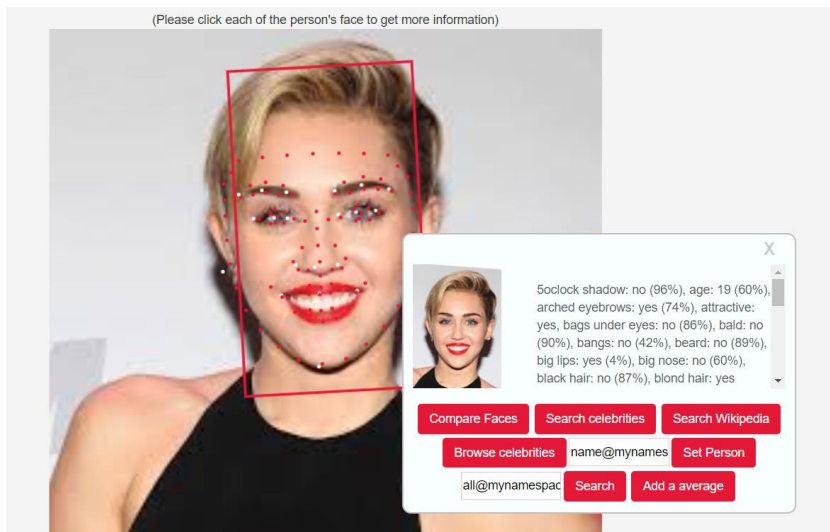 (Please click each of the person's face to get more information)
X
5oclock shadow: no (96%), age: 19 (60%),
arched eyebrows: yes (74%), attractive:
yes, bags under eyes: no (86%), bald: no
(90%), bangs: no (42%), beard: no (89%),
big lips: yes (4%), big nose: no (60%),
black hair: no (87%), blond hair: yes
Compare Faces Search celebrities Search Wikipedia
Browse celebrities name@mynames Set Person
all@mynamespac Search Add a average